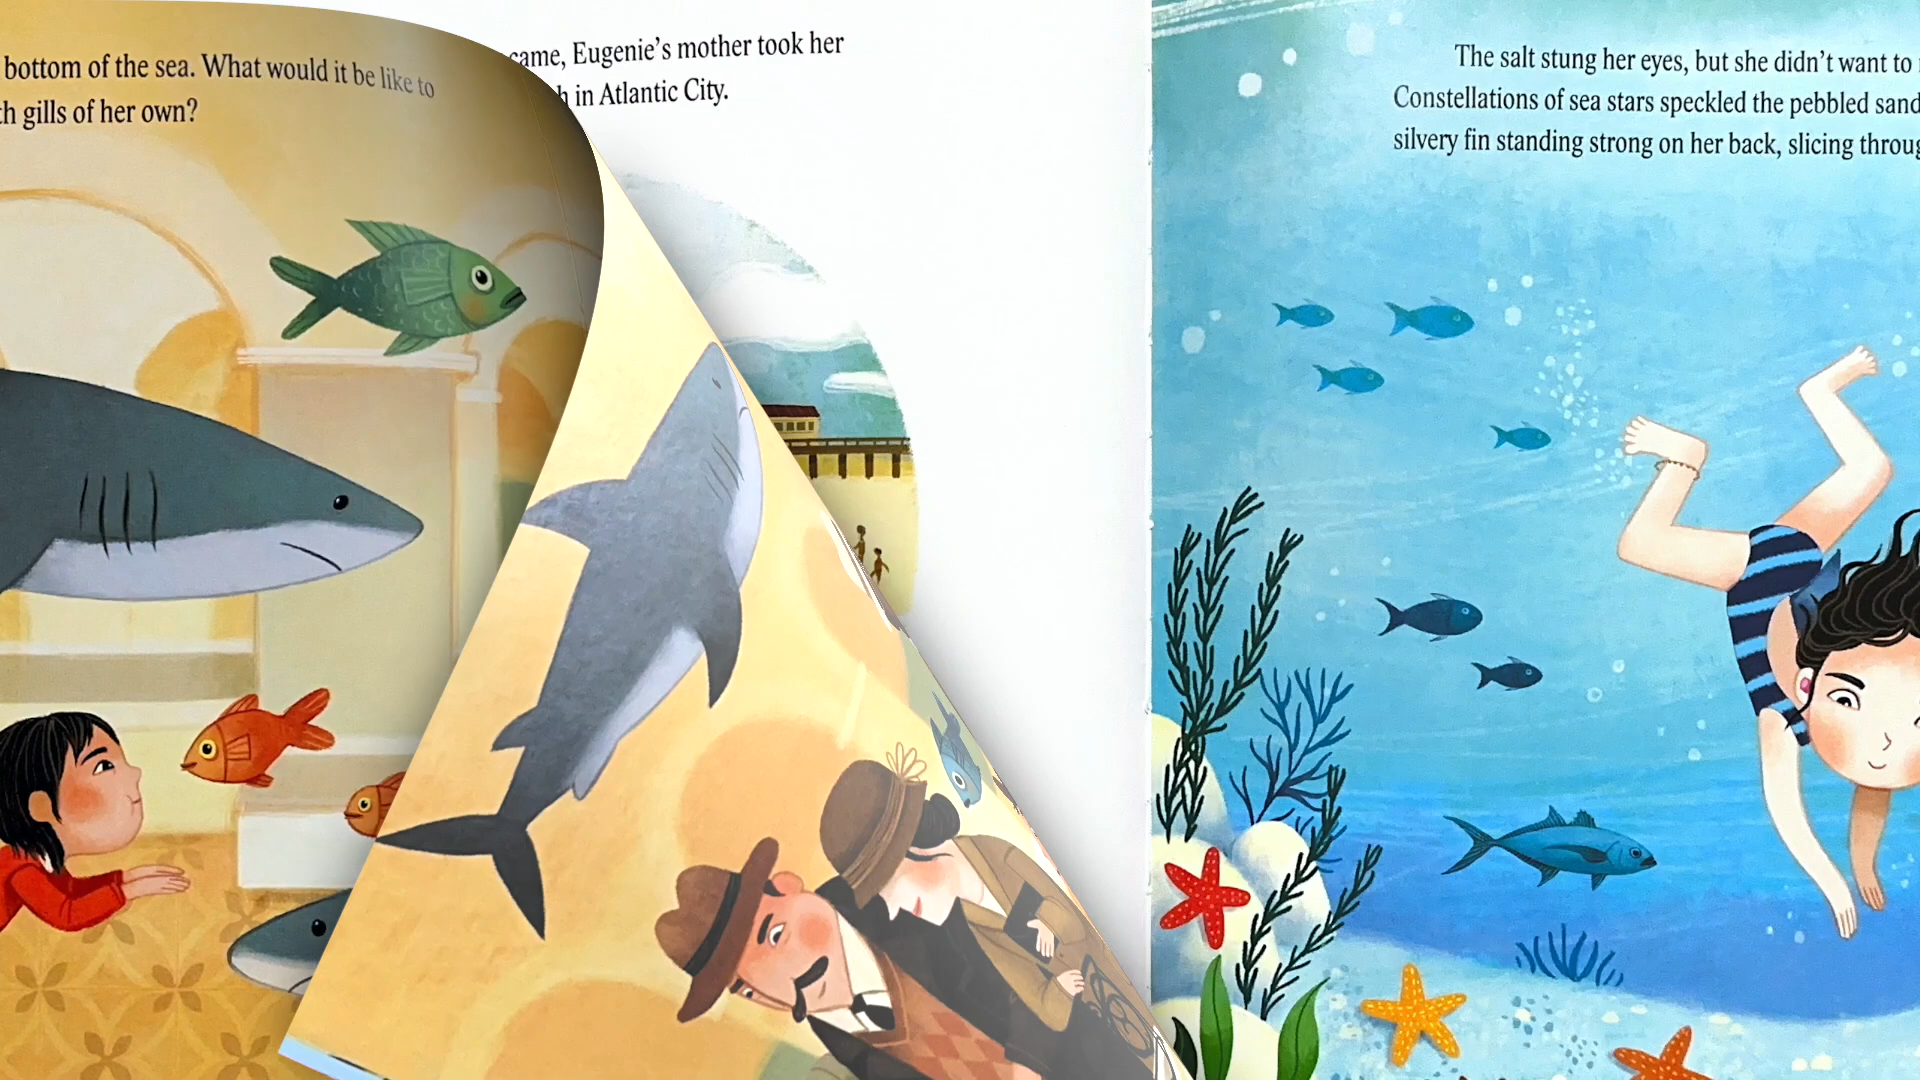 bottom of the sea. What would it be like to
gills of her own?
came, Eugenie's mother took her
in Atlantic City.
The salt stung her eyes, but she didn't want to
Constellations of sea stars speckled the pebbled sand
silvery fin standing strong on her back, slicing